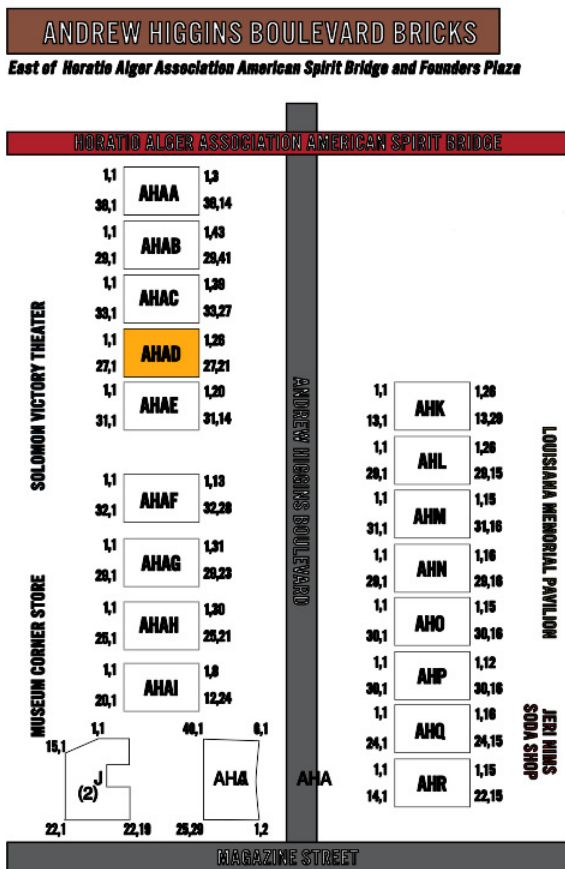 ANDREW HIGGINS BOULEVARD BRICKS
East of Horatio Alger Association American Spirit Bridge and Founders Plaza
HORATIO ALGER ASSOCIATION AMERICAN SPIRIT BRIDGE
1,1 AHAA 1,3
38,1 38,14
1,1 AHAB 1,43
29,1 29,41
1,1 AHAC 1,39
33,1 33,27
1,1 AHAD 1,26
27,1 27,21
1,1 AHAE 1,20
31,1 31,14
1,1 AHAF 1,13
32,1 32,28
1,1 AHAG 1,31
29,1 29,23
1,1 AHAH 1,30
25,1 25,21
1,1 AHAI 1,8
20,1 12,24
SOLOMON VICTORY THEATER
MUSEUM CORNER STORE
1,1
15,1
J
(2)
22,1 22,19
40,1 6,1
25,29 1,2
AHA
ANDREW HIGGINS BOULEVARD
1,1 AHK 1,26
13,1 13,29
1,1 AHL 1,26
29,1 29,15
1,1 AHM 1,15
31,1 31,16
1,1 AHN 1,16
29,1 29,16
1,1 AHO 1,15
30,1 30,16
1,1 AHP 1,12
30,1 30,16
1,1 AHQ 1,16
24,1 24,15
1,1 AHR 1,15
14,1 22,15
LOUISIANA MEMORIAL PAVILION
JERI NIMS
SODA SHOP
MAGAZINE STREET